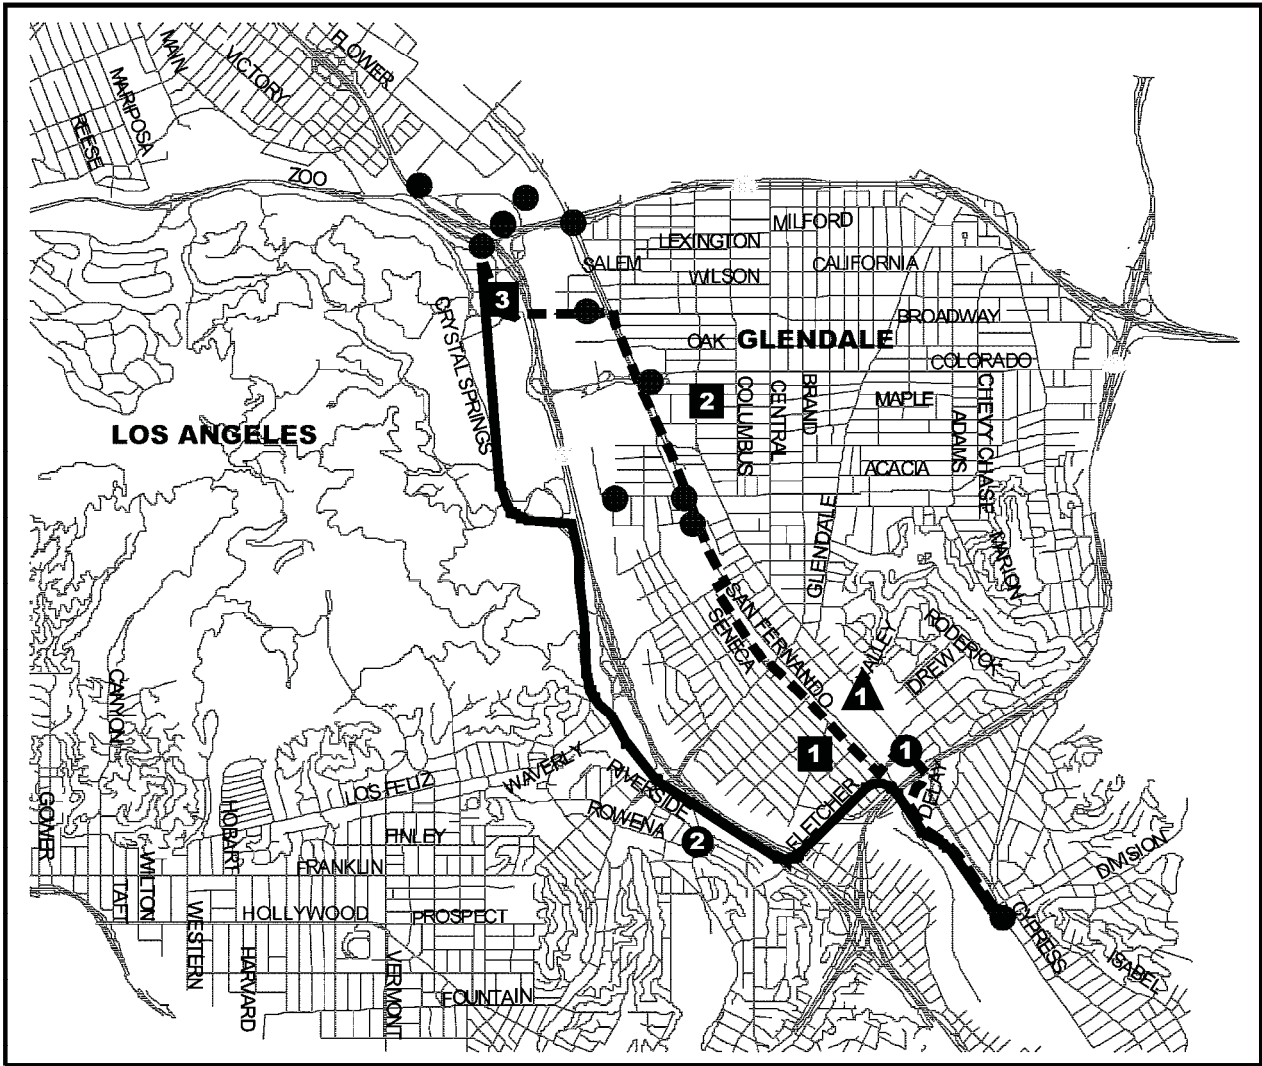 FLOWER
MAIN
VICTORY
MARIPOSA
REESE
ZOO
MILFORD
LEXINGTON
SALEM
WILSON
CALIFORNIA
3
CRYSTAL SPRINGS
BROADWAY
OAK
GLENDALE
COLORADO
2
COLUMBUS
CENTRAL
BRAND
MAPLE
ADAMS
CHEVY CHASE
LOS ANGELES
ACACIA
GLENDALE
MARION
SAN FERNANDO
SENECA
ALLEY
RODERICK
DREW
1
1
1
DELAY
CANNON
WAVERLY
RIVERSIDE
LOS FELIZ
ROWENA
FLETCHER
2
GOWER
HOBART
FINLEY
FRANKLIN
DIVISION
WILTON
TAFT
WESTERN
HOLLYWOOD
PROSPECT
CYPRESS
ISABEL
HARVARD
VERMONT
FOUNTAIN